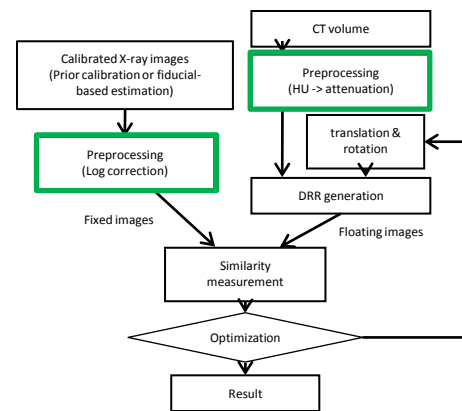 CT volume
Calibrated X-ray images
(Prior calibration or fiducial-
based estimation)
Preprocessing
(HU -> attenuation)
translation &
rotation
Preprocessing
(Log correction)
DRR generation
Fixed images
Floating images
Similarity
measurement
Optimization
Result